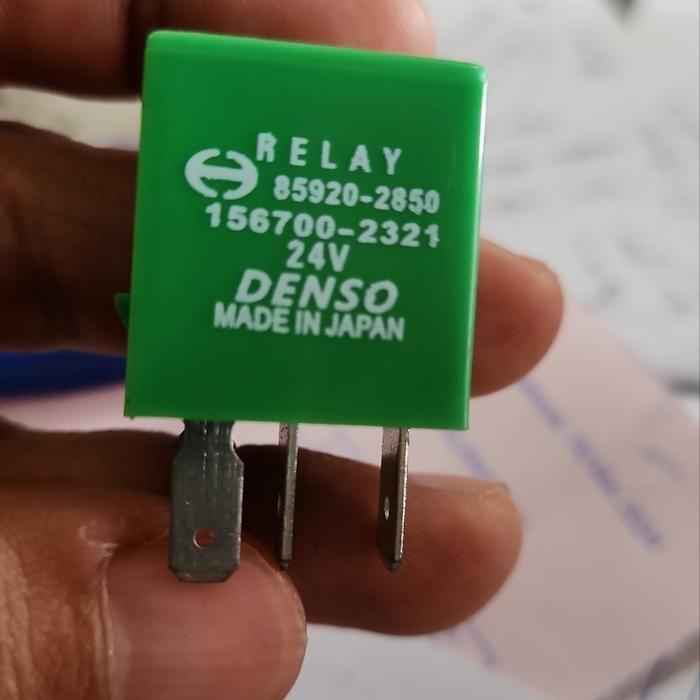 RELAY
85920-2850
156700-2321
24V
DENSO
MADE IN JAPAN